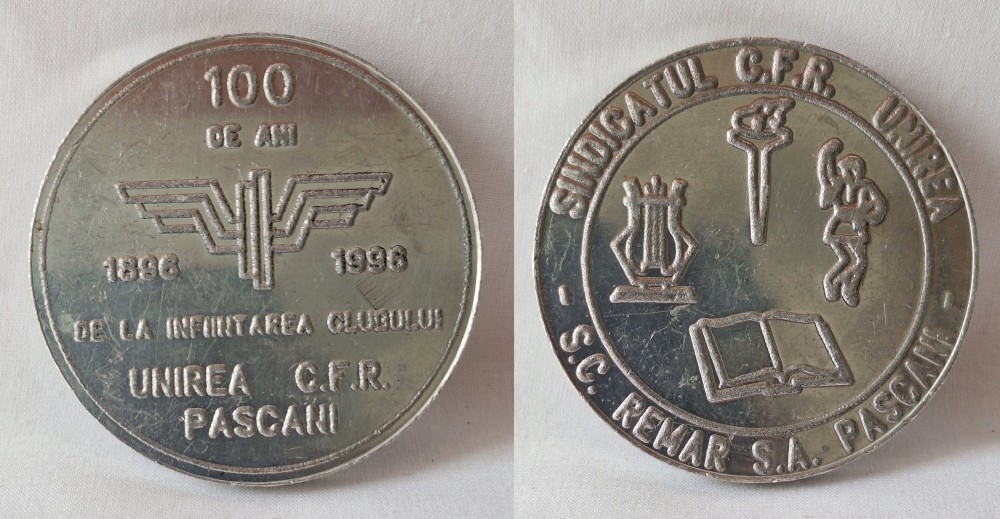 100
DE ANI
1896 1996
DE LA INFIINTAREA CLUBULUI
UNIREA C.F.R.
PASCANI
SINDICATUL C.F.R. UNIREA
- S.C. REMAR S.A. PASCANI -